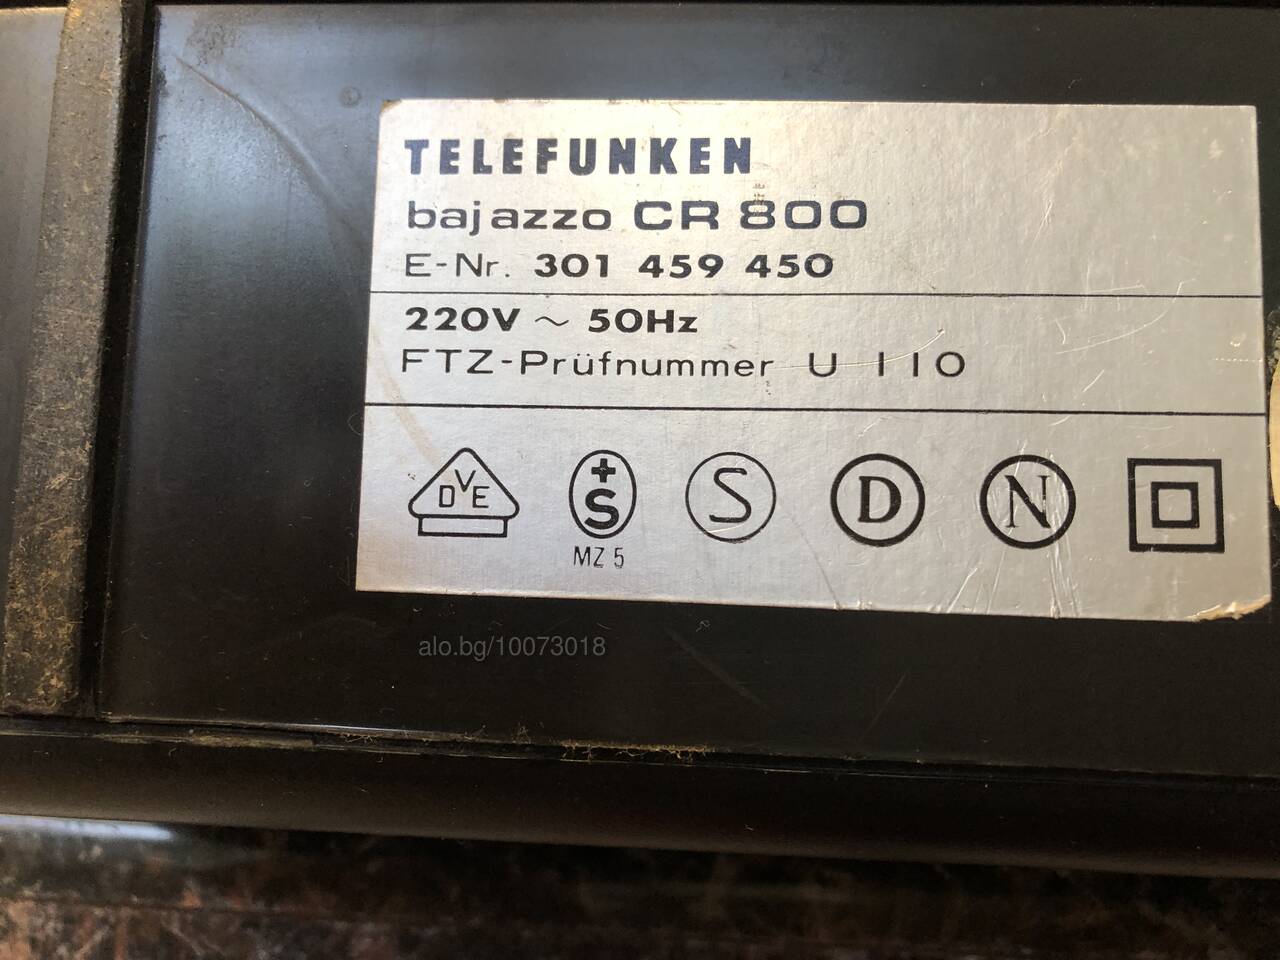 TELEFUNKEN
bajazzo CR 800
E-Nr. 301 459 450
220V ~ 50Hz
FTZ-Prüfnummer U 110
DVE +S S D N
MZ 5
alo.bg/10073018